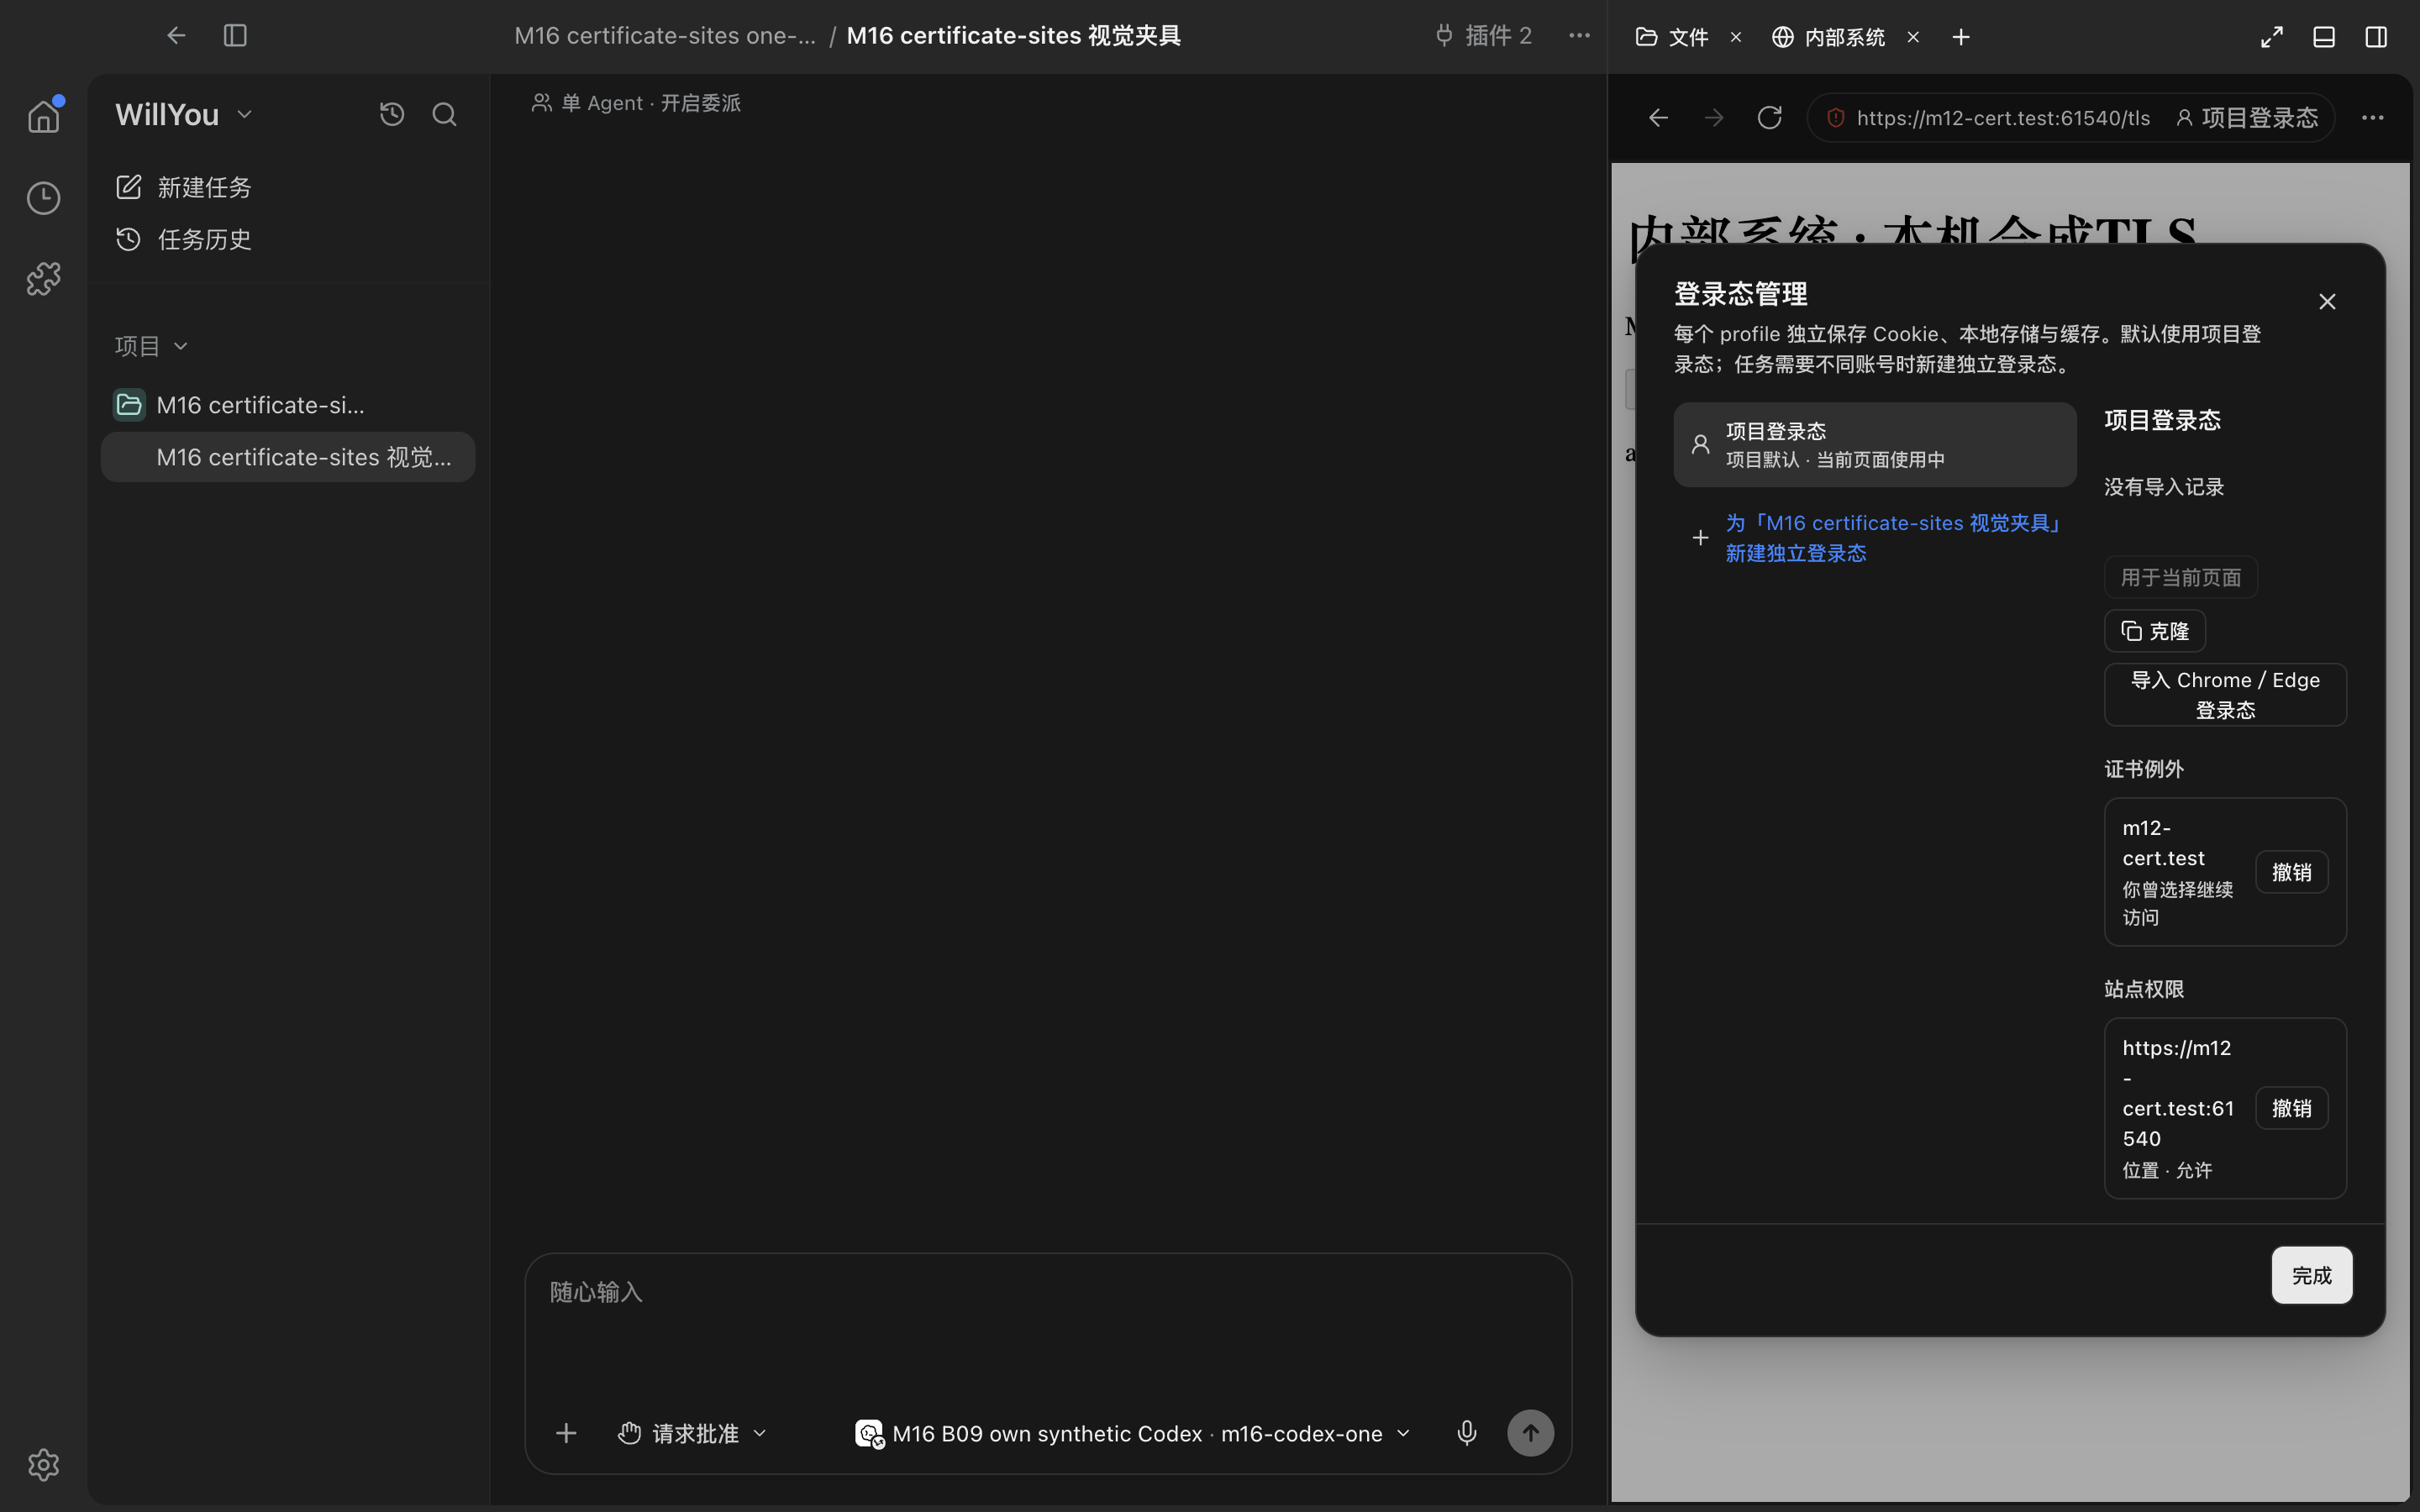 M16 certificate-sites one-... / M16 certificate-sites 视觉夹具
插件 2
文件
内部系统
WillYou
新建任务
任务历史
项目
M16 certificate-si...
M16 certificate-sites 视觉...
单 Agent · 开启委派
随心输入
请求批准
M16 B09 own synthetic Codex · m16-codex-one
https://m12-cert.test:61540/tls
项目登录态
内部系统 · 本机合成TLS
登录态管理
每个 profile 独立保存 Cookie、本地存储与缓存。默认使用项目登
录态；任务需要不同账号时新建独立登录态。
项目登录态
项目默认 · 当前页面使用中
为「M16 certificate-sites 视觉夹具」
新建独立登录态
项目登录态
没有导入记录
用于当前页面
克隆
导入 Chrome / Edge
登录态
证书例外
m12-
cert.test
你曾选择继续
访问
撤销
站点权限
https://m12
-
cert.test:61
540
位置 · 允许
撤销
完成